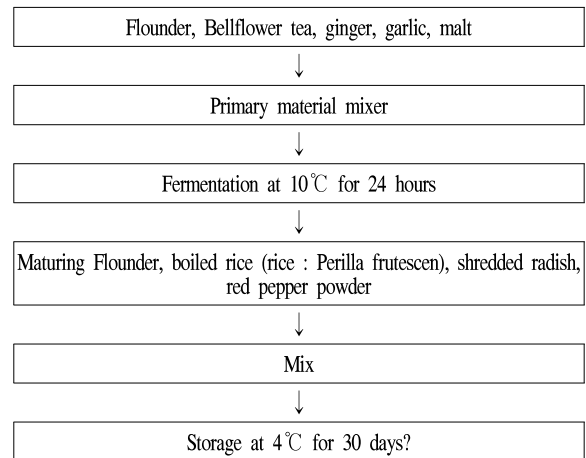 Flounder, Bellflower tea, ginger, garlic, malt
↓
Primary material mixer
↓
Fermentation at 10℃ for 24 hours
↓
Maturing Flounder, boiled rice (rice : Perilla frutescen), shredded radish,
red pepper powder
↓
Mix
↓
Storage at 4℃ for 30 days?